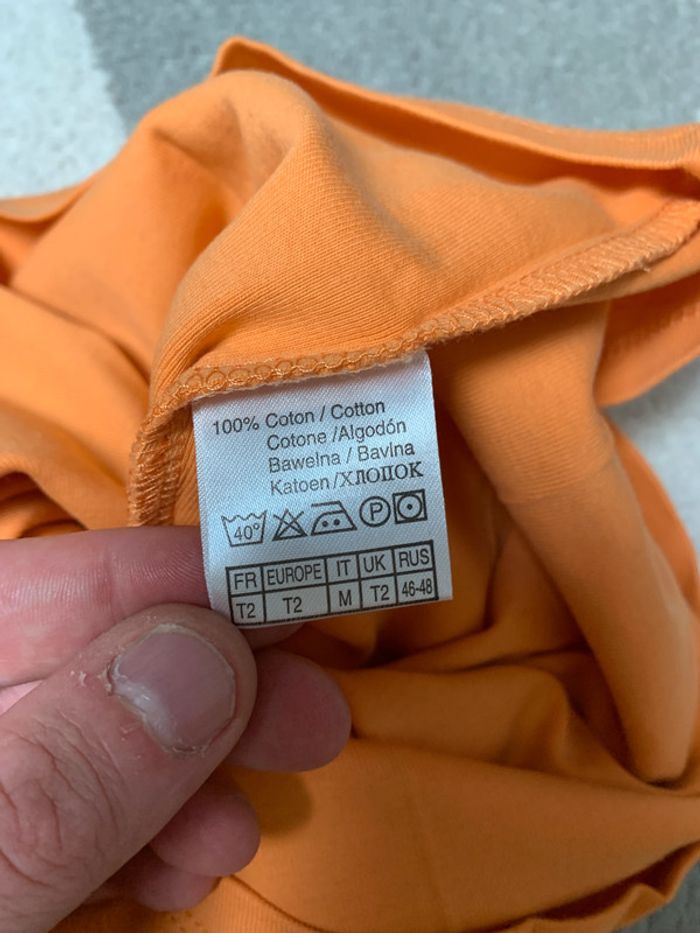 100% Coton / Cotton
Cotone /Algodón
Bawełna / Bavlna
Katoen /ХЛОПОК
40° P
FR EUROPE IT UK RUS
T2 T2 M T2 46-48